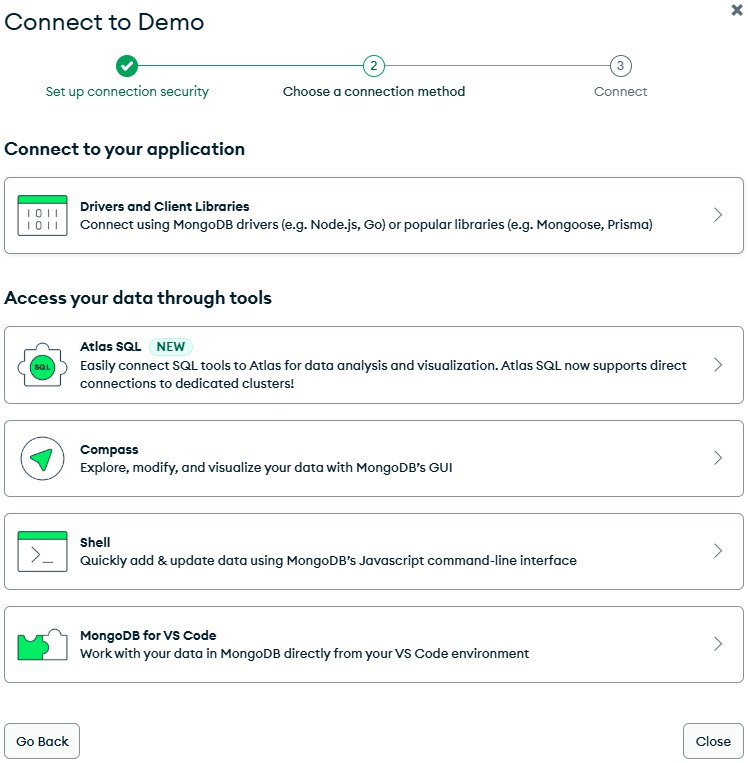 Connect to Demo
2
3
Set up connection security
Choose a connection method
Connect
Connect to your application
1011
1011
Drivers and Client Libraries
Connect using MongoDB drivers (e.g. Node.js, Go) or popular libraries (e.g. Mongoose, Prisma)
Access your data through tools
SQL
Atlas SQL NEW
Easily connect SQL tools to Atlas for data analysis and visualization. Atlas SQL now supports direct
connections to dedicated clusters!
Compass
Explore, modify, and visualize your data with MongoDB's GUI
>_
Shell
Quickly add & update data using MongoDB's Javascript command-line interface
MongoDB for VS Code
Work with your data in MongoDB directly from your VS Code environment
Go Back
Close